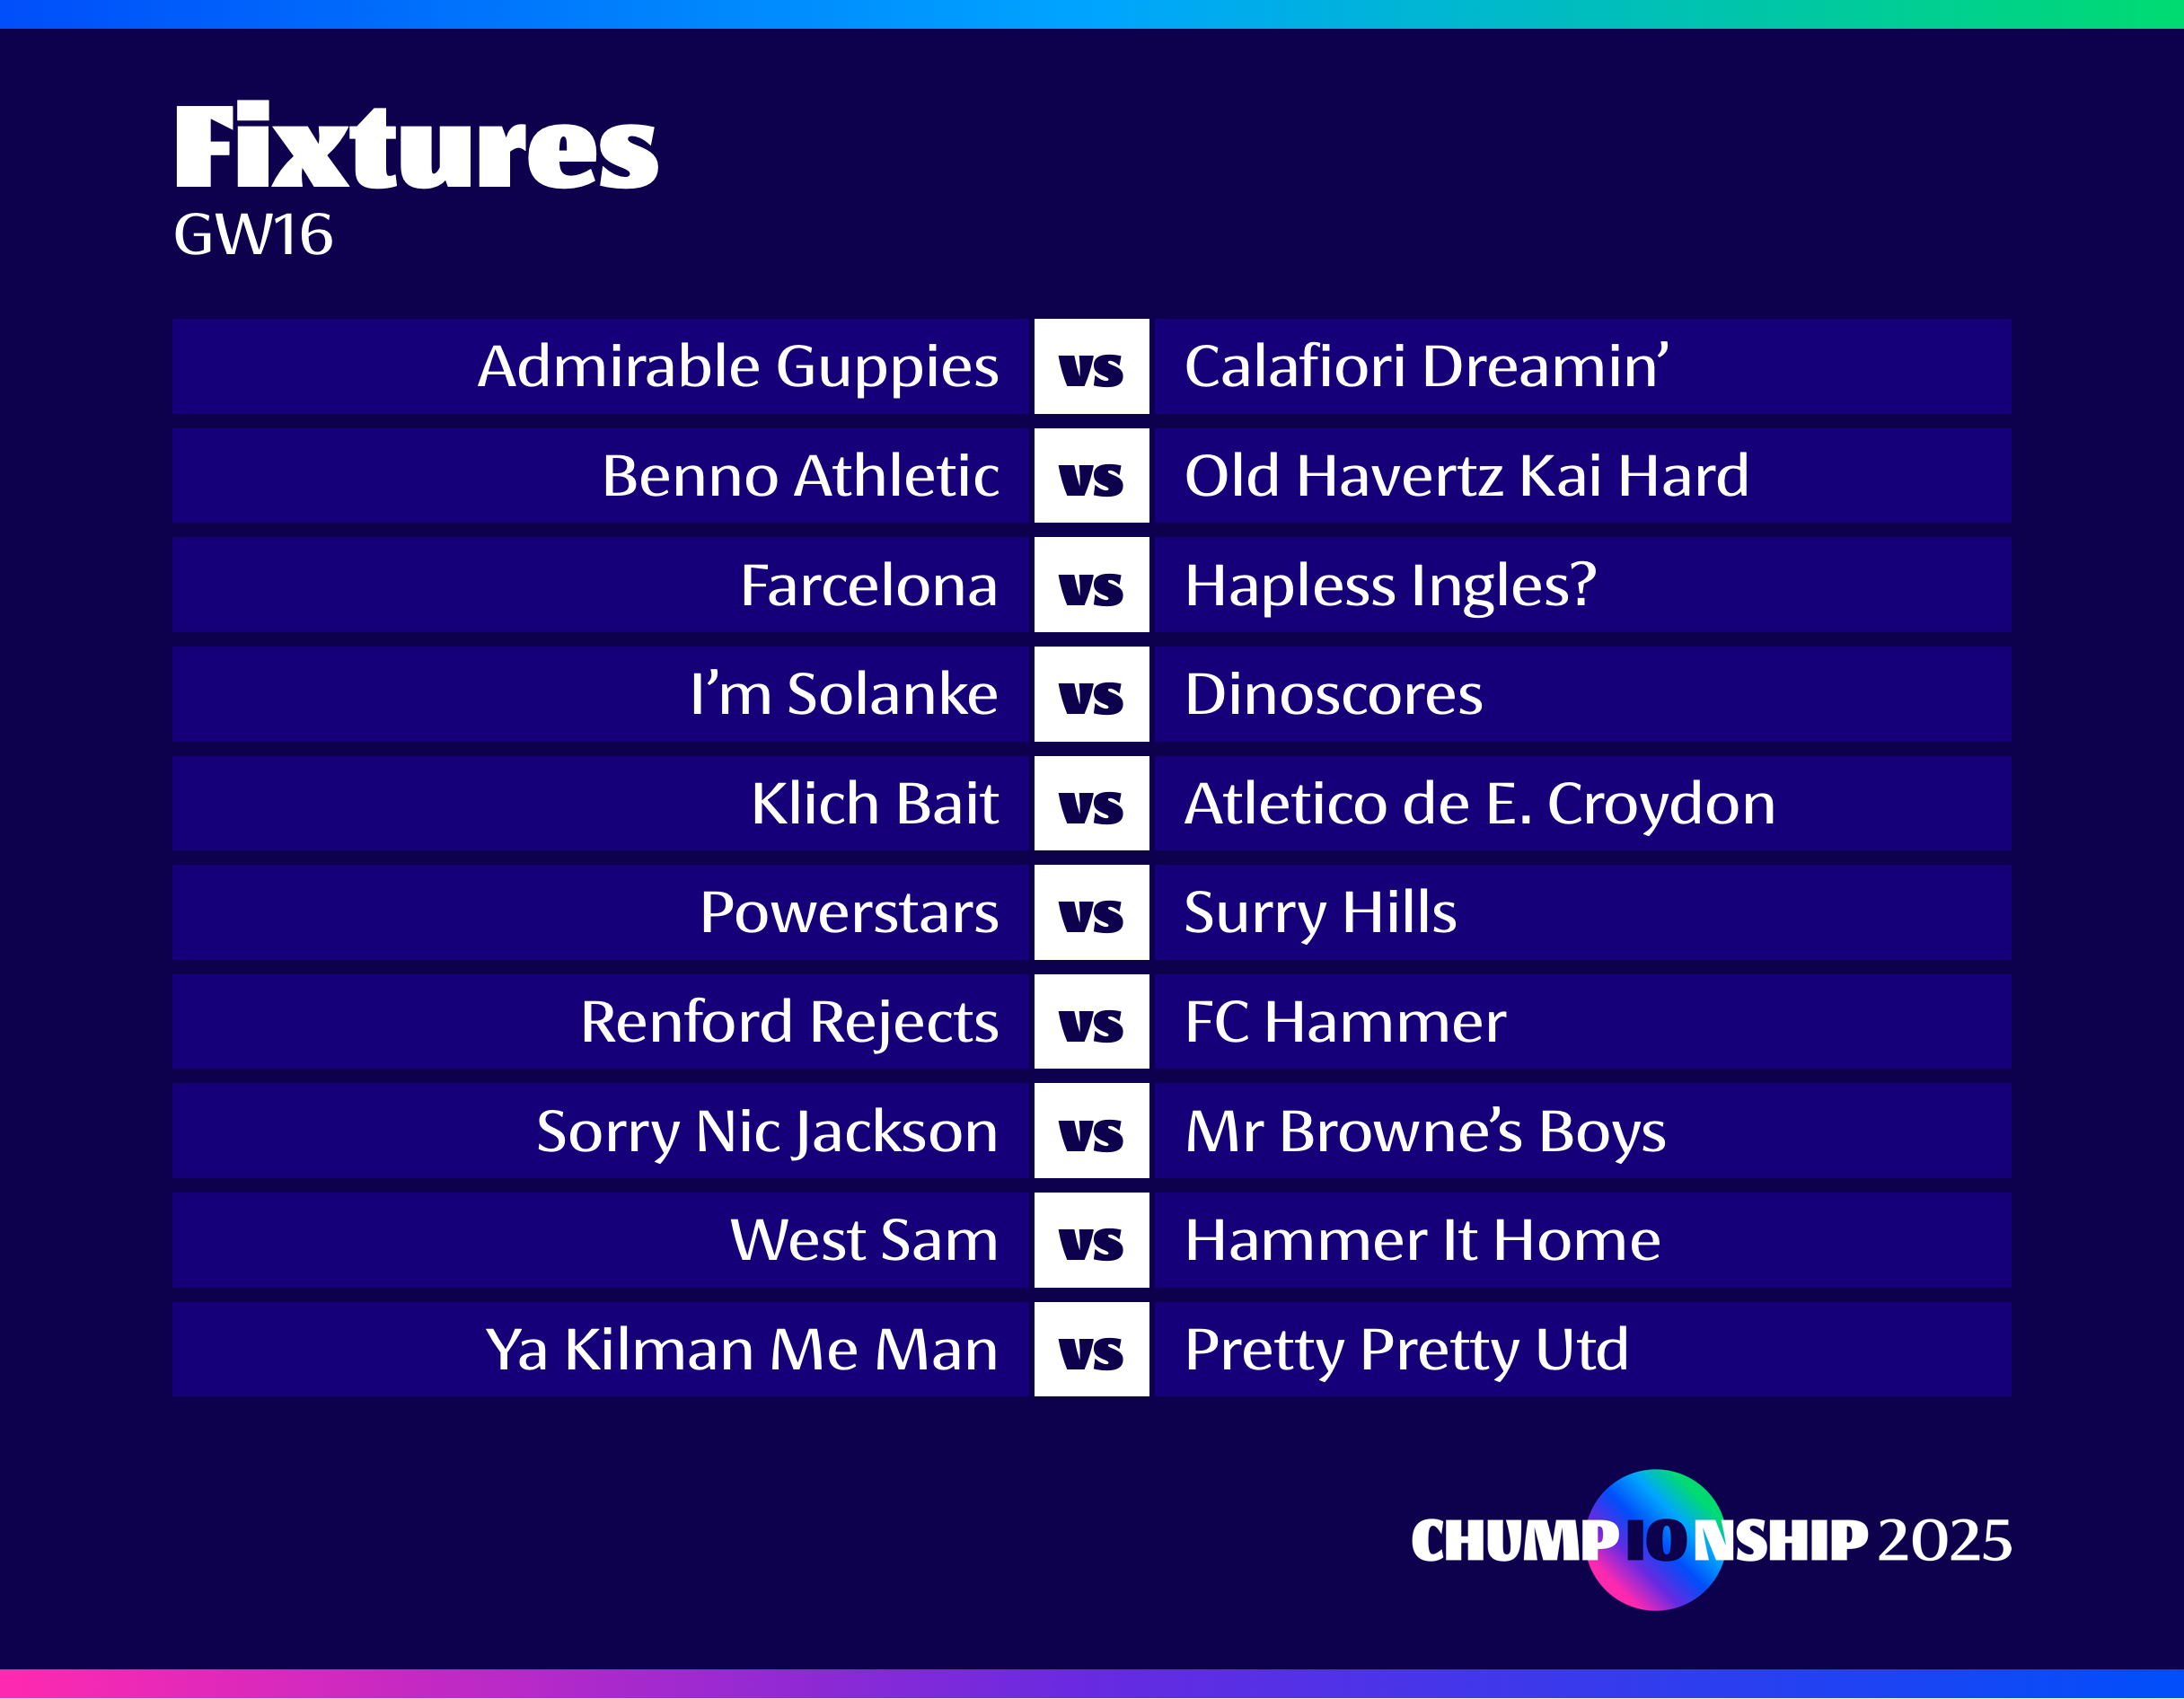 Fixtures
GW16
Admirable Guppies vs Calafiori Dreamin’
Benno Athletic vs Old Havertz Kai Hard
Farcelona vs Hapless Ingles?
I’m Solanke vs Dinoscores
Klich Bait vs Atletico de E. Croydon
Powerstars vs Surry Hills
Renford Rejects vs FC Hammer
Sorry Nic Jackson vs Mr Browne’s Boys
West Sam vs Hammer It Home
Ya Kilman Me Man vs Pretty Pretty Utd
CHUMPIONSHIP 2025